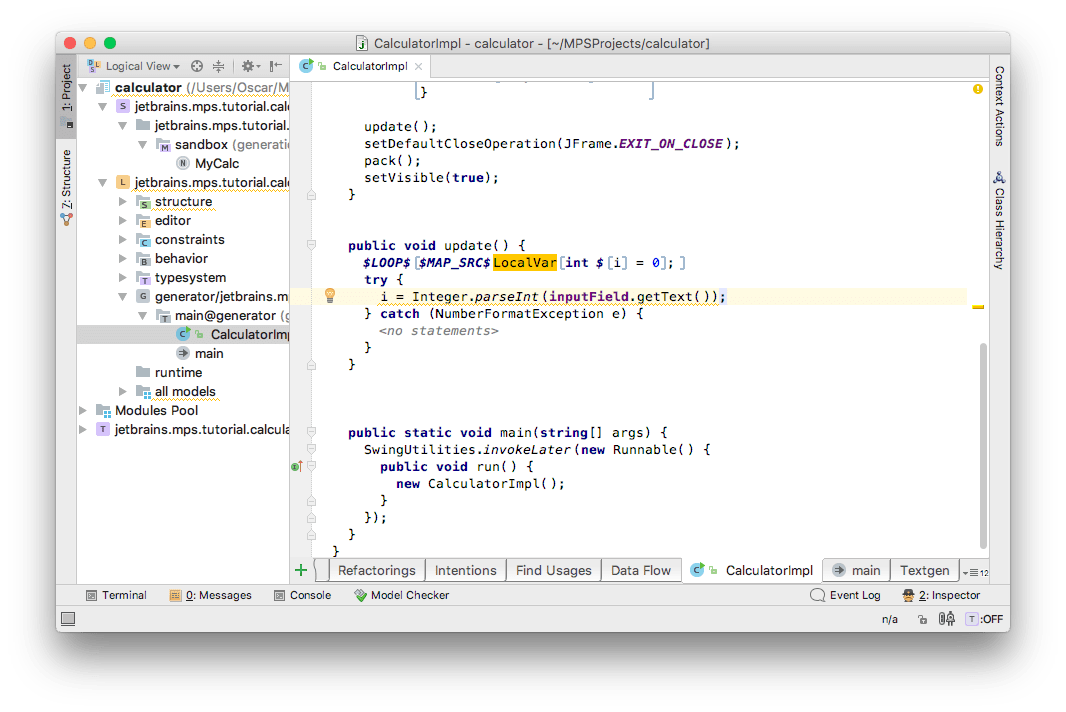 CalculatorImpl - calculator - [~/MPSProjects/calculator]
1: Project
Z: Structure
Logical View
calculator (/Users/Oscar/M
S jetbrains.mps.tutorial.cal
jetbrains.mps.tutorial.
M sandbox (generati
N MyCalc
L jetbrains.mps.tutorial.cal
S structure
E editor
C constraints
B behavior
T typesystem
G generator/jetbrains.m
T main@generator (g
C CalculatorImp
main
runtime
all models
Modules Pool
T jetbrains.mps.tutorial.calcula
C CalculatorImpl
[}                            ]
update();
setDefaultCloseOperation(JFrame.EXIT_ON_CLOSE);
pack();
setVisible(true);
}
public void update() {
$LOOP$[$MAP_SRC$LocalVar[int $[i] = 0;]
try {
i = Integer.parseInt(inputField.getText());
} catch (NumberFormatException e) {
<no statements>
}
}
public static void main(string[] args) {
SwingUtilities.invokeLater(new Runnable() {
public void run() {
new CalculatorImpl();
}
});
}
}
Context Actions
Class Hierarchy
+ Refactorings Intentions Find Usages Data Flow C CalculatorImpl main Textgen 12
Terminal 0: Messages Console Model Checker Event Log 2: Inspector
n/a T :OFF